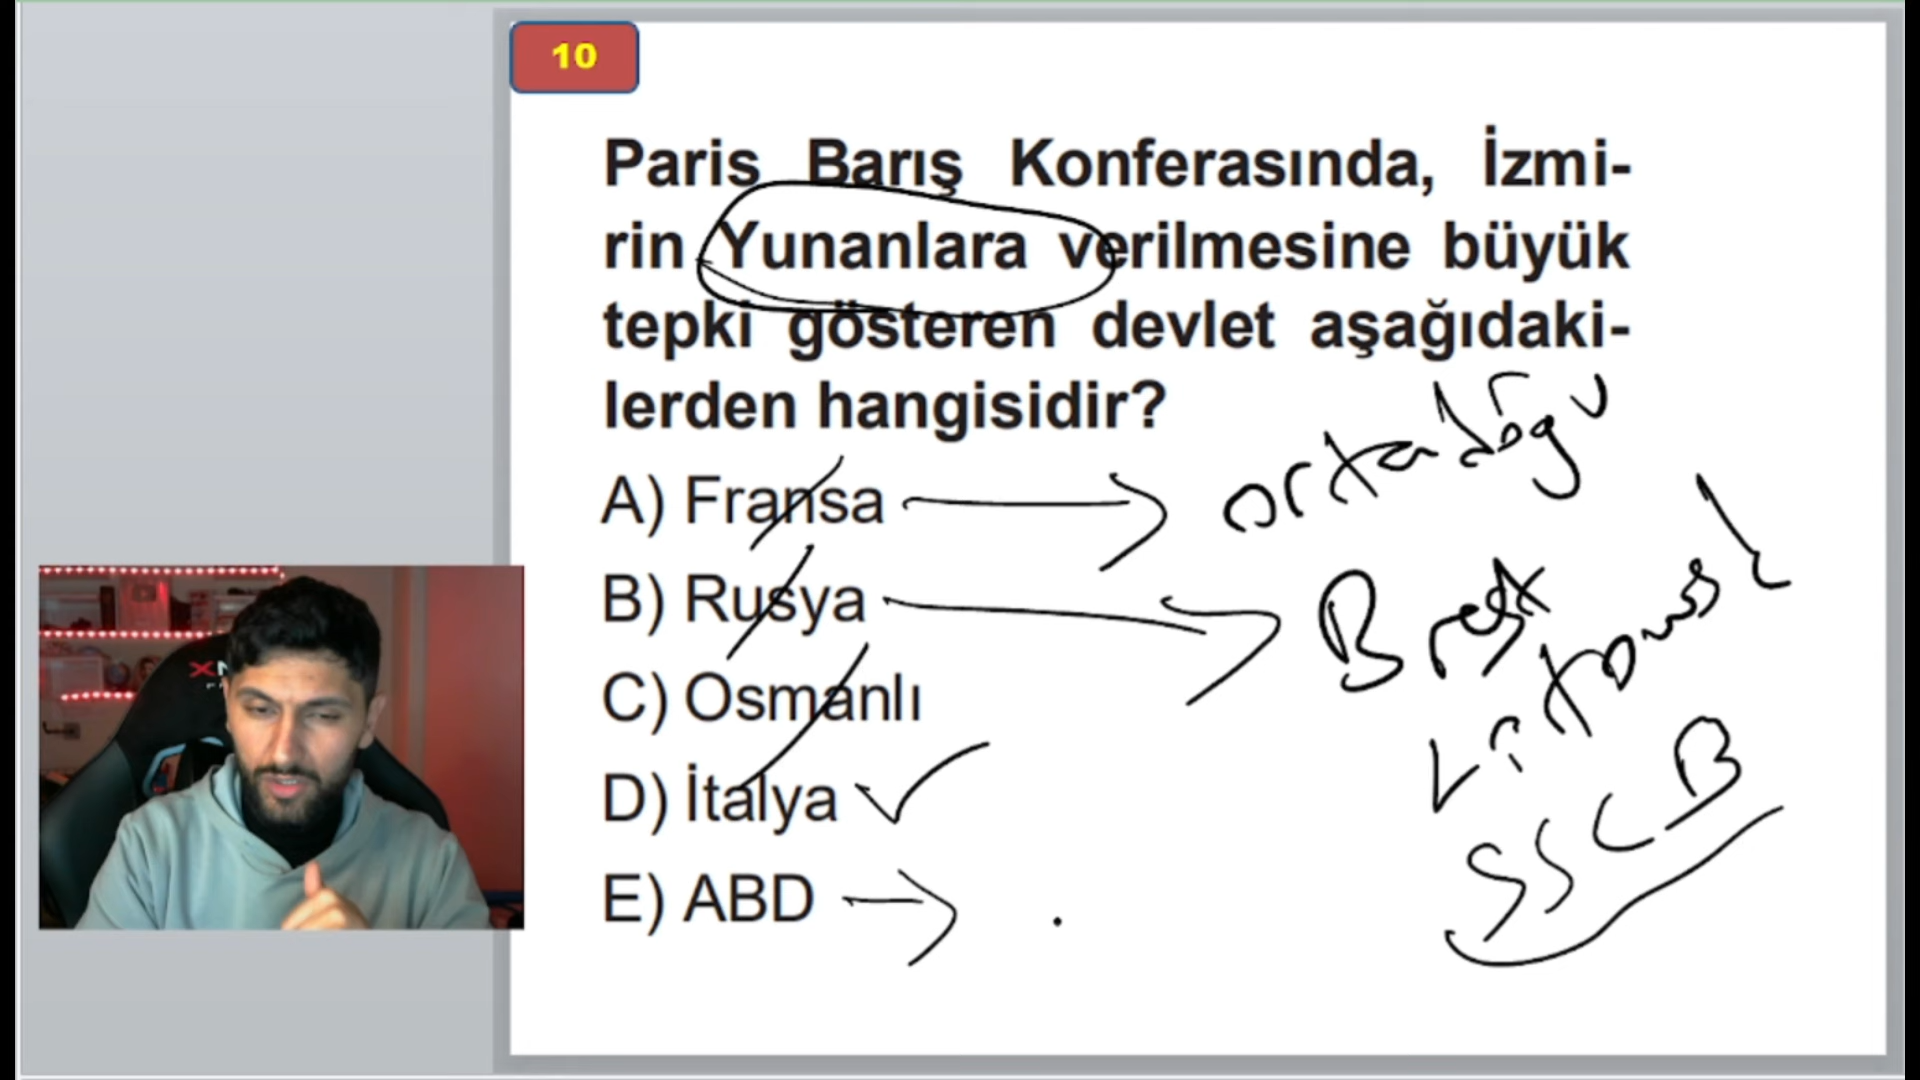 10
Paris Barış Konferasında, İzmi-
rin Yunanlara verilmesine büyük
tepki gösteren devlet aşağıdaki-
lerden hangisidir?
A) Fransa
ortadoğu
B) Rusya
Brest
Litowsk
SSCB
C) Osmanlı
D) İtalya
E) ABD